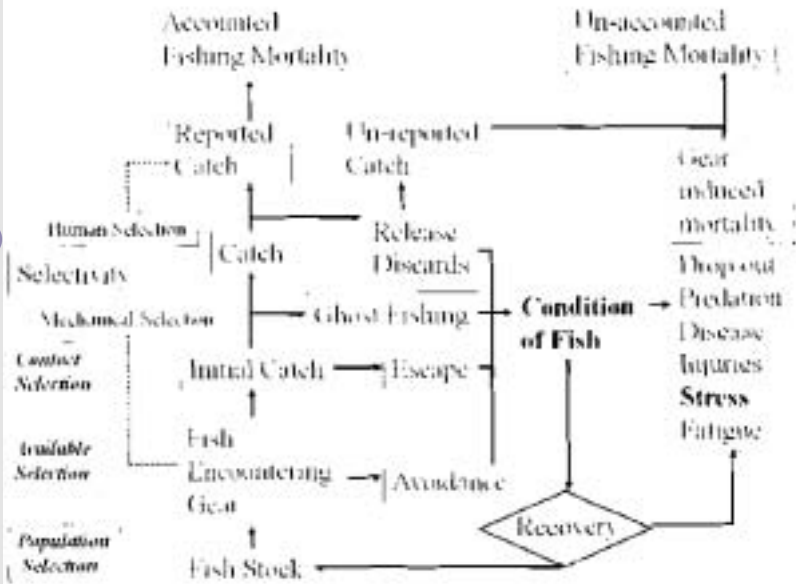 Accounted
Fishing Mortality
Un-accounted
Fishing Mortality
Reported
Catch
Un-reported
Catch
Gear
induced
mortality
Human Selection
Selectivity
Catch
Release
Discards
Drop out
Predation
Disease
Injuries
Stress
Fatigue
Mechanical Selection
Ghost Fishing
Condition
of Fish
Contact
Selection
Initial Catch
Escape
Available
Selection
Fish
Encountering
Gear
Avoidance
Recovery
Population
Selection
Fish Stock